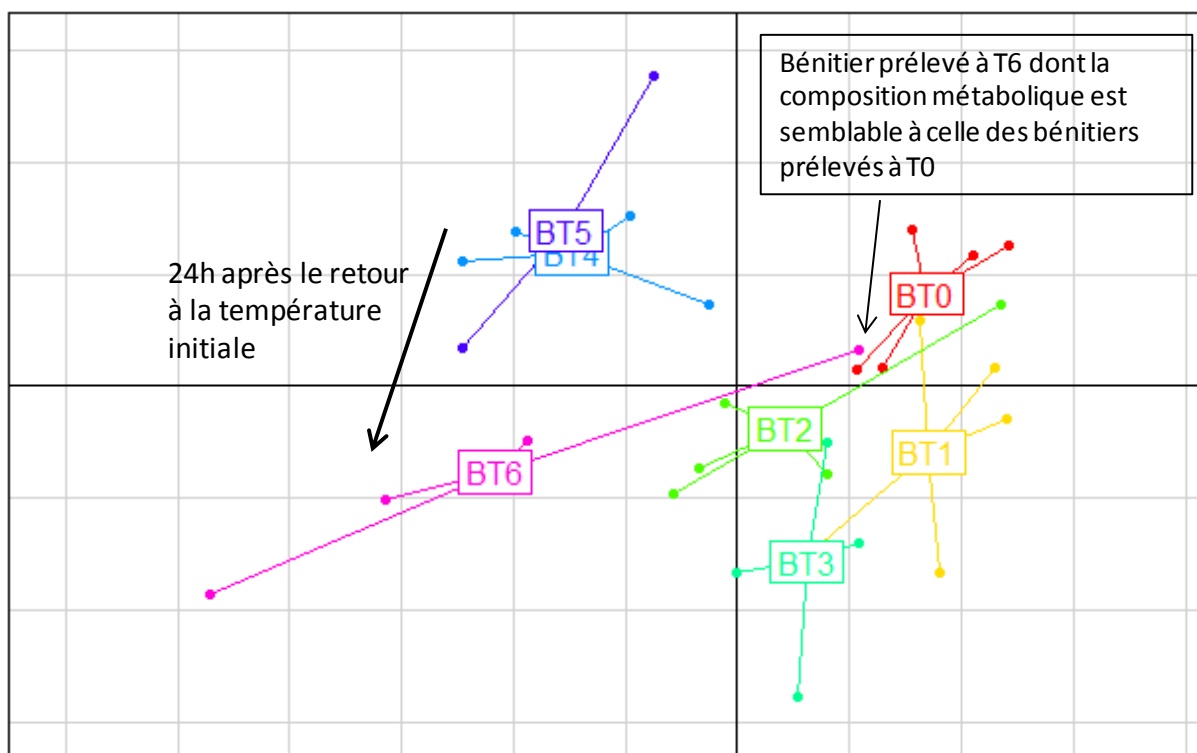 Bénitier prélevé à T6 dont la
composition métabolique est
semblable à celle des bénitiers
prélevés à T0
24h après le retour
à la température
initiale
BT5
BT4
BT0
BT2
BT1
BT6
BT3